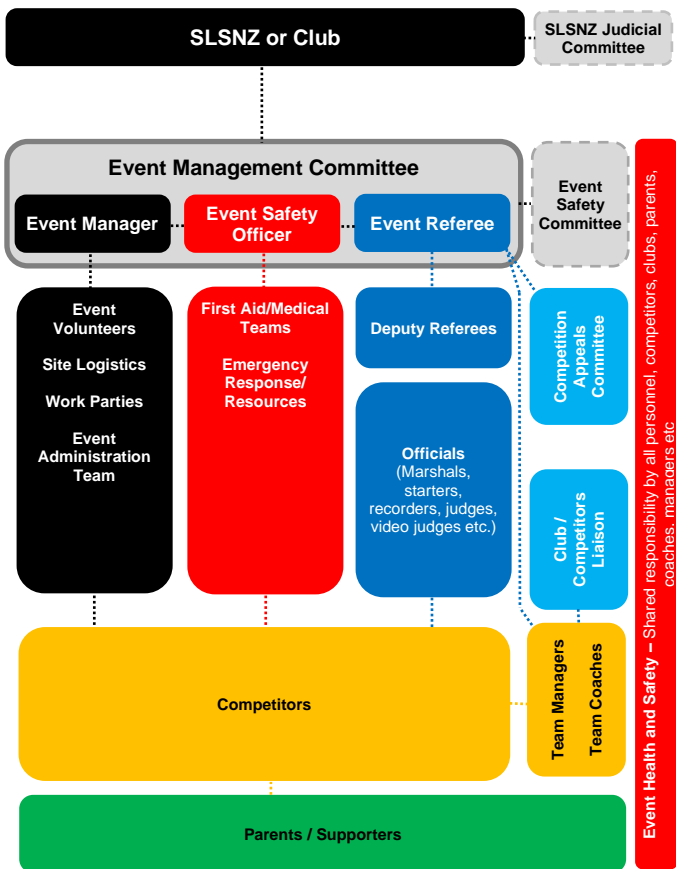 SLSNZ or Club
SLSNZ Judicial
Committee
Event Management Committee
Event Manager
Event Safety
Officer
Event Referee
Event
Safety
Committee
Event
Volunteers
Site Logistics
Work Parties
Event
Administration
Team
First Aid/Medical
Teams
Emergency
Response/
Resources
Deputy Referees
Officials
(Marshals,
starters,
recorders, judges,
video judges etc.)
Competition
Appeals
Committee
Club /
Competitors
Liaison
Competitors
Team Managers
Team Coaches
Parents / Supporters
Event Health and Safety – Shared responsibility by all personnel, competitors, clubs, parents,
coaches, managers etc